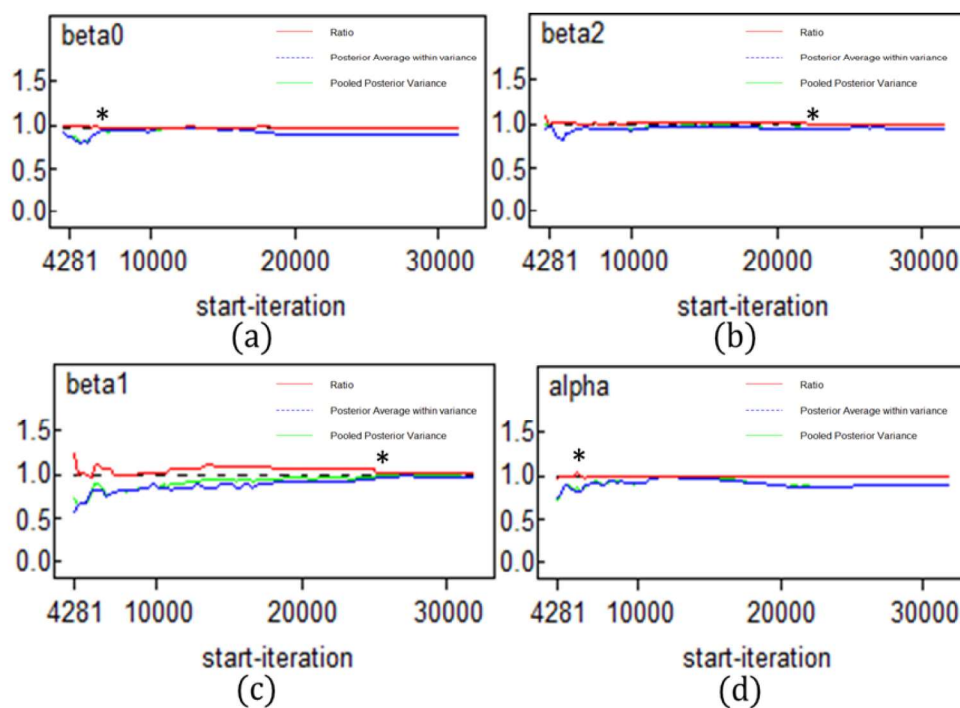 beta0
Ratio
Posterior Average within variance
Pooled Posterior Variance
*
1.5
1.0
0.5
0.0
4281 10000 20000 30000
start-iteration
(a)
beta2
Ratio
Posterior Average within variance
Pooled Posterior Variance
*
1.5
1.0
0.5
0.0
4281 10000 20000 30000
start-iteration
(b)
beta1
Ratio
Posterior Average within variance
Pooled Posterior Variance
*
1.5
1.0
0.5
0.0
4281 10000 20000 30000
start-iteration
(c)
alpha
Ratio
Posterior Average within variance
Pooled Posterior Variance
*
1.5
1.0
0.5
0.0
4281 10000 20000 30000
start-iteration
(d)